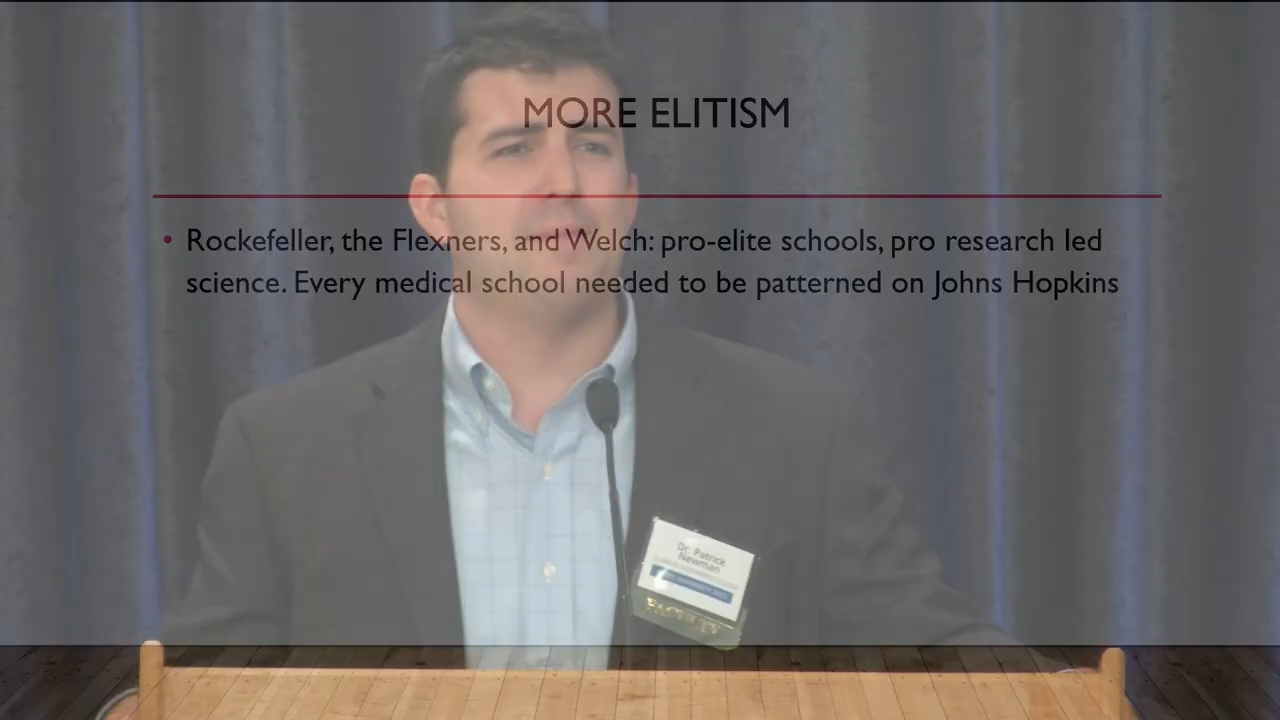 MORE ELITISM
• Rockefeller, the Flexners, and Welch: pro-elite schools, pro research led
science. Every medical school needed to be patterned on Johns Hopkins
Dr. Patrick
Newman
FACULTY